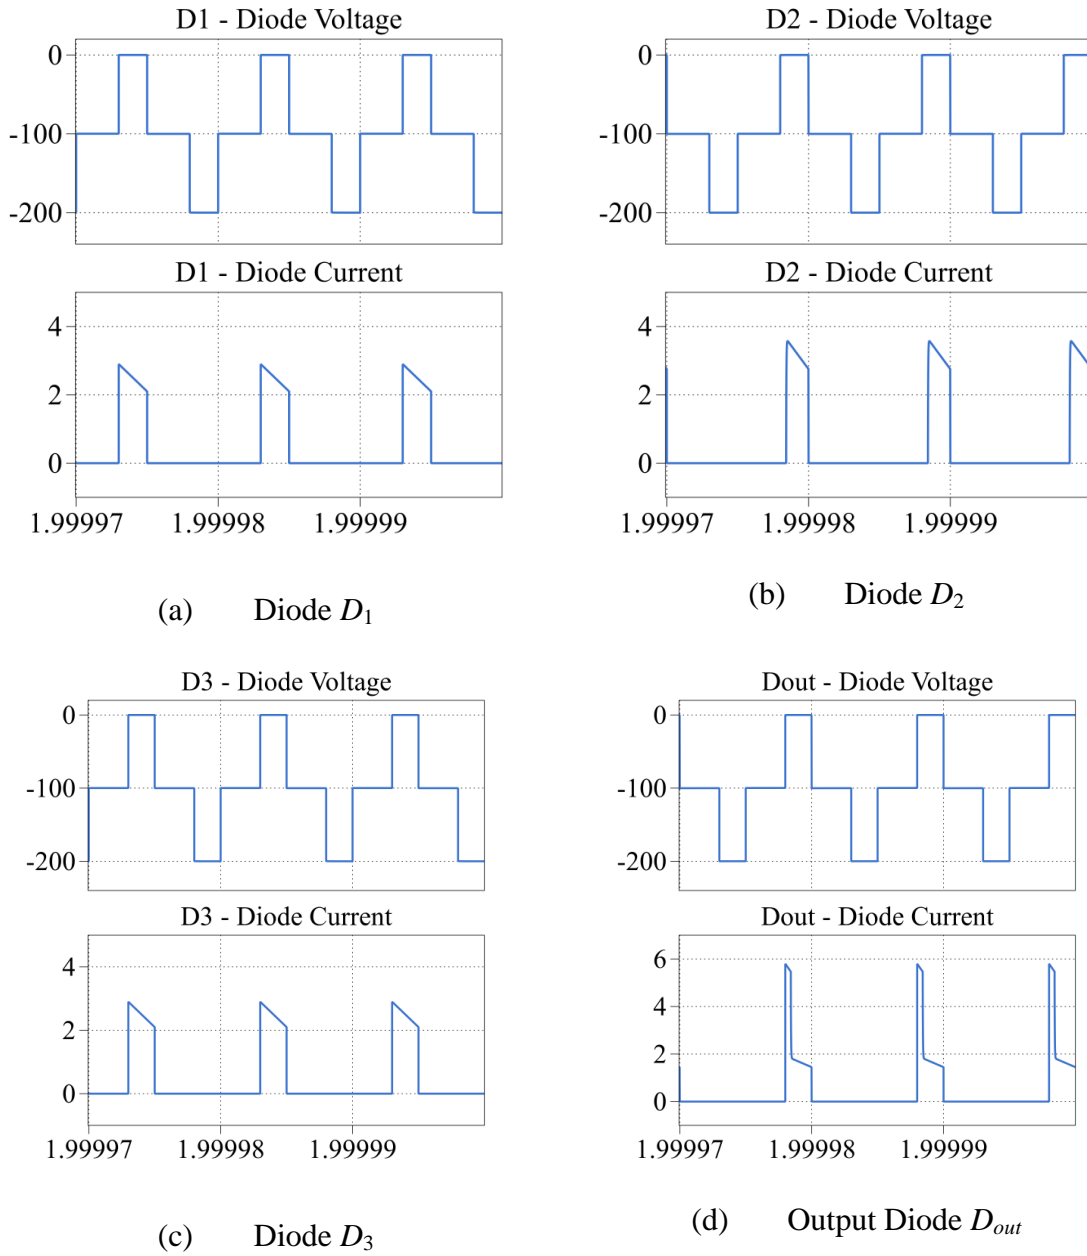 D1 - Diode Voltage
0
-100
-200
D1 - Diode Current
4
2
0
1.99997 1.99998 1.99999
(a) Diode D1
D2 - Diode Voltage
0
-100
-200
D2 - Diode Current
4
2
0
1.99997 1.99998 1.99999
(b) Diode D2
D3 - Diode Voltage
0
-100
-200
D3 - Diode Current
4
2
0
1.99997 1.99998 1.99999
(c) Diode D3
Dout - Diode Voltage
0
-100
-200
Dout - Diode Current
6
4
2
0
1.99997 1.99998 1.99999
(d) Output Diode Dout